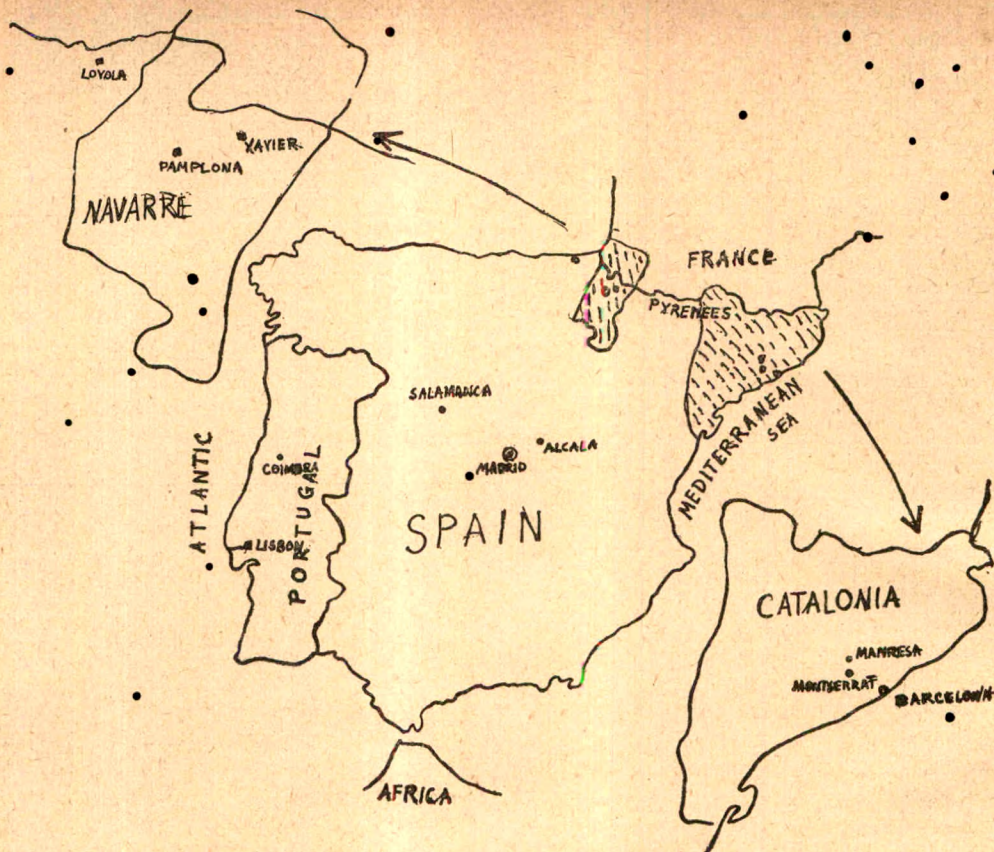 LOYOLA
XAVIER
PAMPLONA
NAVARRE
FRANCE
PYRENEES
SALAMANCA
MEDITERRANEAN
SEA
ALCALA
MADRID
ATLANTIC
COIMBRA
PORTUGAL
LISBON
SPAIN
CATALONIA
MANRESA
MONTSERRAT
BARCELONA
AFRICA